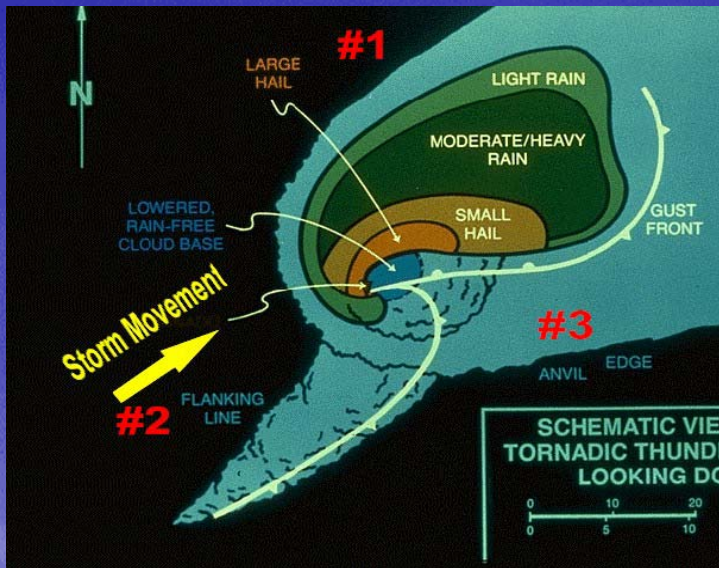 #1
LARGE
HAIL
LIGHT RAIN
N
MODERATE/HEAVY
RAIN
LOWERED,
RAIN-FREE
CLOUD BASE
SMALL
HAIL
GUST
FRONT
Storm Movement
#3
ANVIL EDGE
FLANKING
LINE
#2
SCHEMATIC VIE
TORNADIC THUND
LOOKING DO
0 10 20
0 5 10